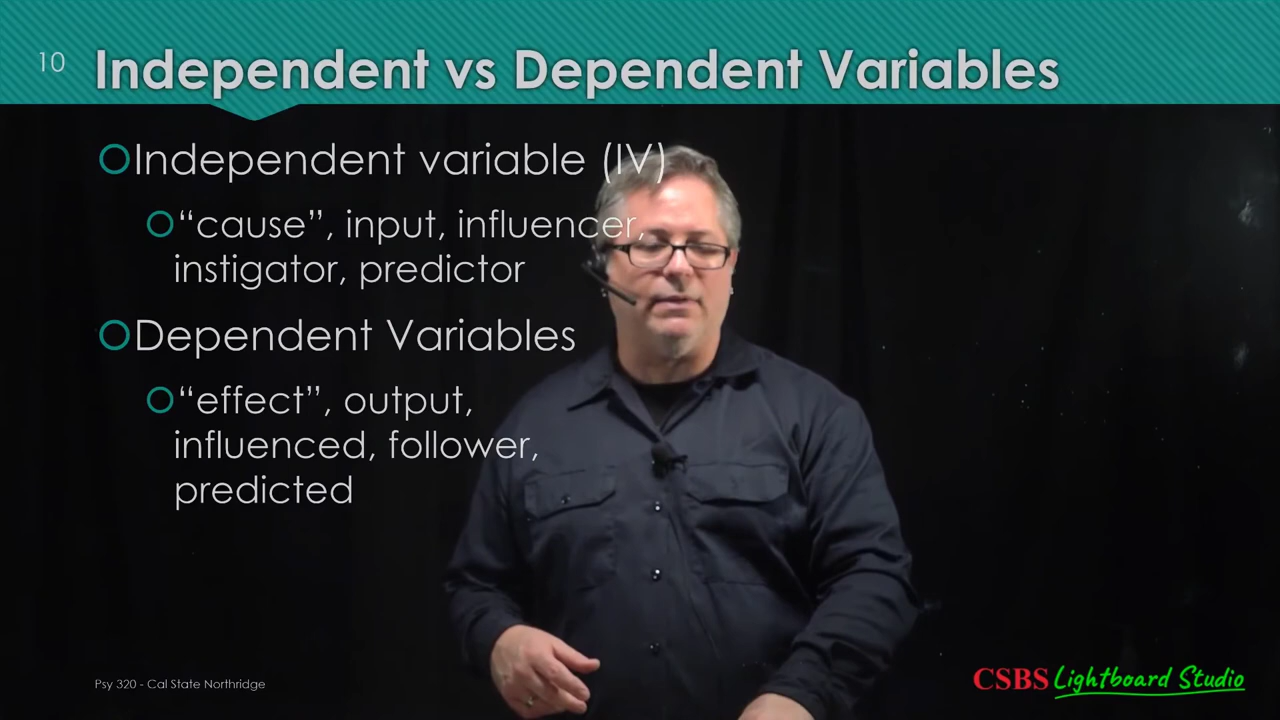 10
Independent vs Dependent Variables
Independent variable (IV)
“cause”, input, influencer,
instigator, predictor
Dependent Variables
“effect”, output,
influenced, follower,
predicted
Psy 320 - Cal State Northridge
CSBS Lightboard Studio